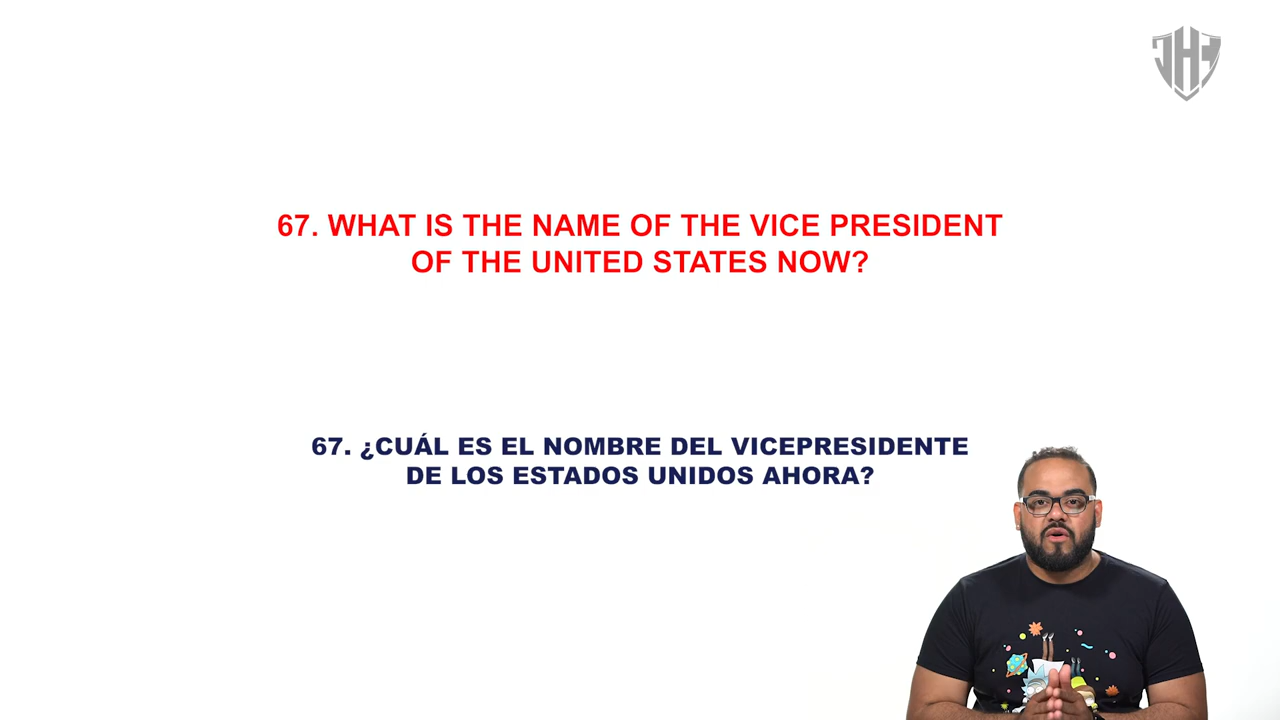 JHE
67. WHAT IS THE NAME OF THE VICE PRESIDENT
OF THE UNITED STATES NOW?
67. ¿CUÁL ES EL NOMBRE DEL VICEPRESIDENTE
DE LOS ESTADOS UNIDOS AHORA?